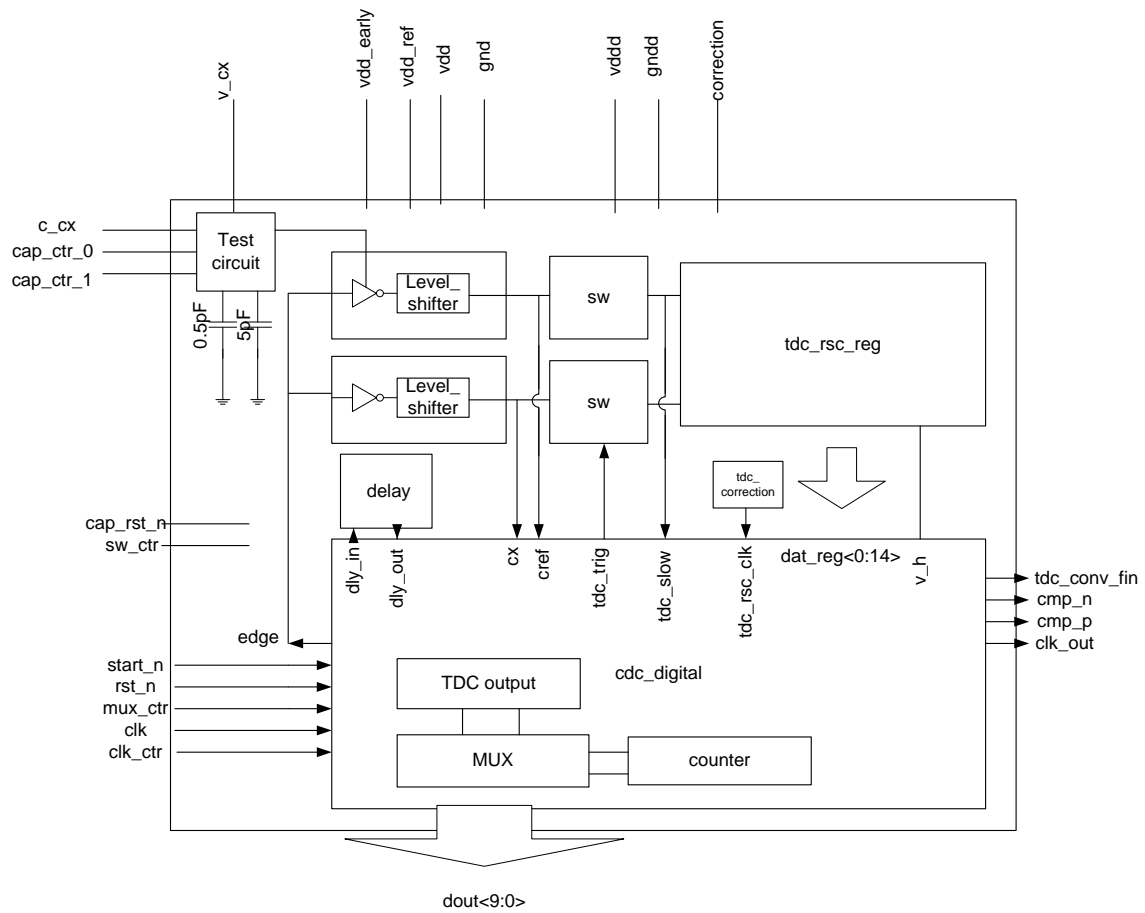 v_cx
vdd_early
vdd_ref
vdd
gnd
vddd
gndd
correction
c_cx
cap_ctr_0
cap_ctr_1
Test
circuit
0.5pF
5pF
Level_
shifter
sw
tdc_rsc_reg
Level_
shifter
sw
delay
tdc_
correction
cap_rst_n
sw_ctr
dly_in
dly_out
cx
cref
tdc_trig
tdc_slow
tdc_rsc_clk
dat_reg<0:14>
v_h
tdc_conv_fin
cmp_n
cmp_p
clk_out
edge
start_n
rst_n
mux_ctr
clk
clk_ctr
cdc_digital
TDC output
MUX
counter
dout<9:0>